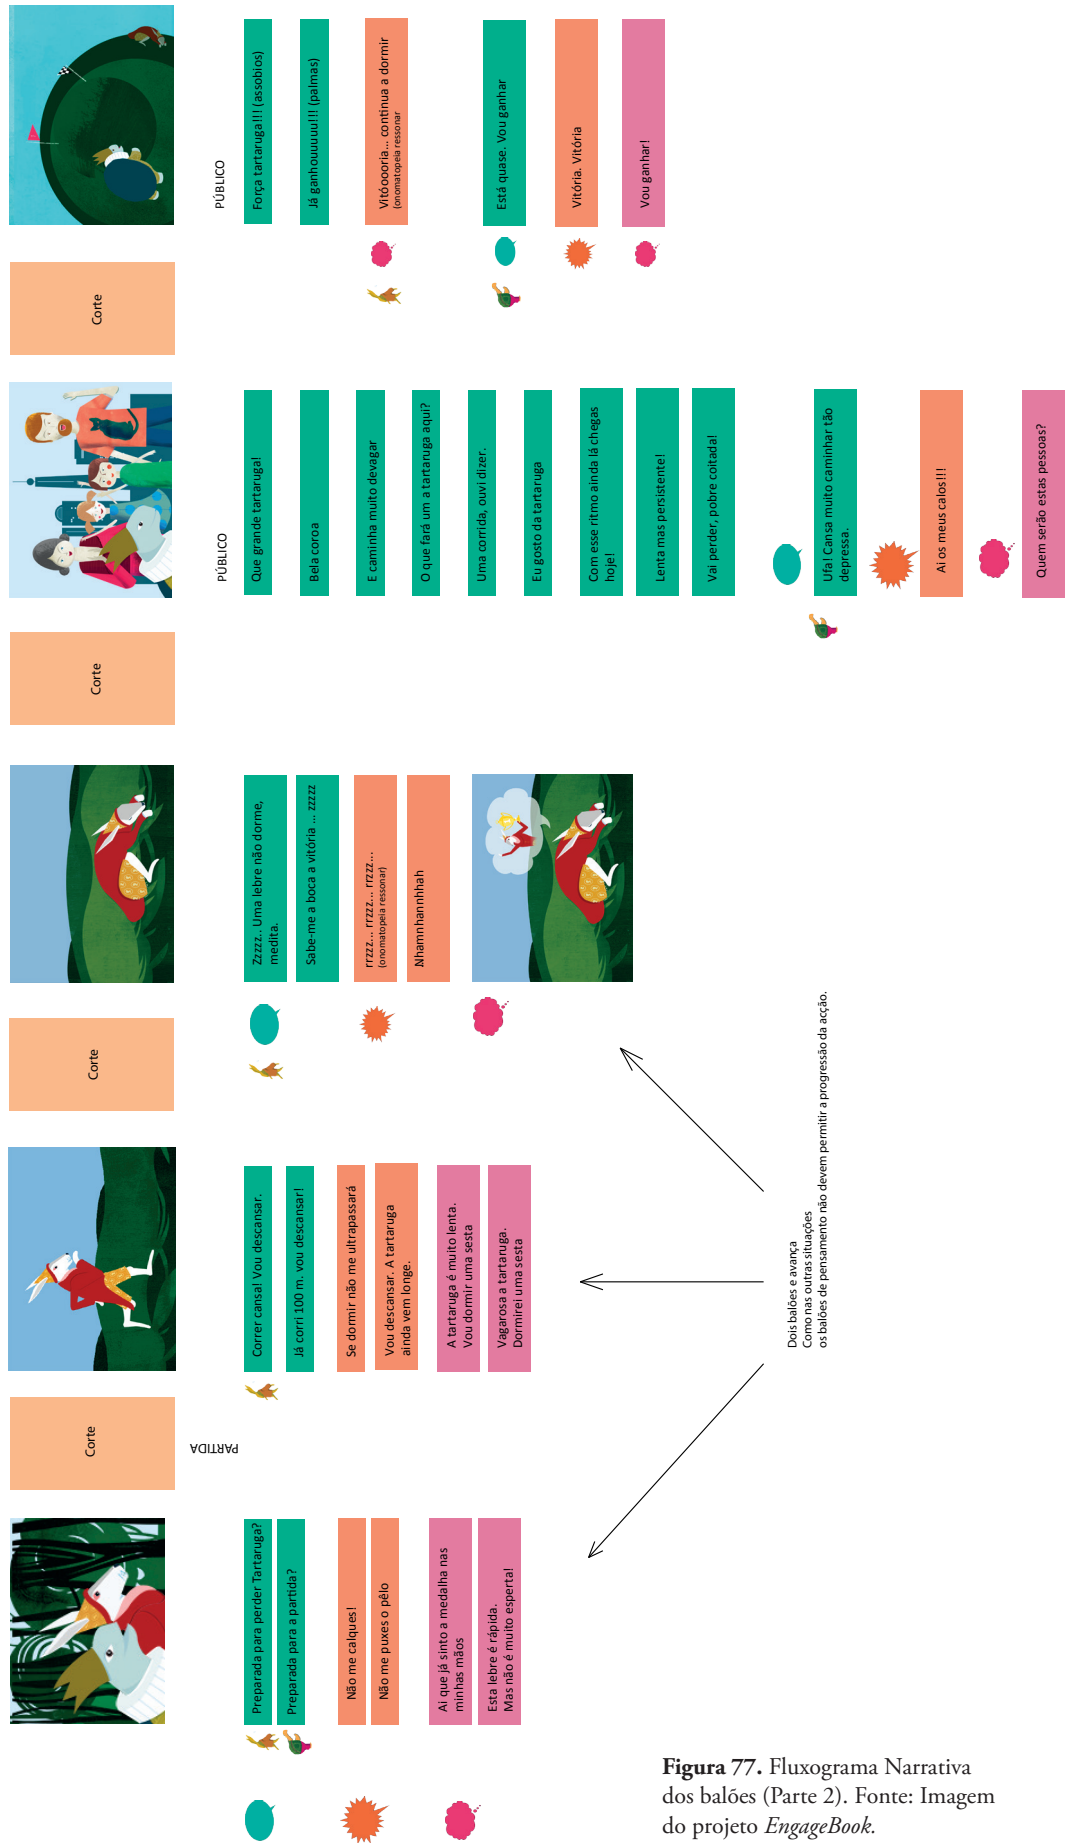 Preparada para perder Tartaruga?
Preparada para a partida?
Não me calques!
Não me puxes o pêlo
Ai que já sinto a medalha nas
minhas mãos
Esta lebre é rápida.
Mas não é muito esperta!
Corte
PARTIDA
Correr cansa! Vou descansar.
Já corri 100 m. vou descansar!
Se dormir não me ultrapassará
Vou descansar. A tartaruga
ainda vem longe.
A tartaruga é muito lenta.
Vou dormir uma sesta
Vagarosa a tartaruga.
Dormirei uma sesta
Corte
Zzzzz.. Uma lebre não dorme,
medita.
Sabe-me a boca a vitória ... zzzzz
rrzzz... rrzzz... rrzzz...
(onomatopeia ressonar)
Nhamnhannhhah
Corte
PÚBLICO
Que grande tartaruga!
Bela coroa
E caminha muito devagar
O que fará um a tartaruga aqui?
Uma corrida, ouvi dizer.
Eu gosto da tartaruga
Com esse ritmo ainda lá chegas
hoje!
Lenta mas persistente!
Vai perder, pobre coitada!
Ufa! Cansa muito caminhar tão
depressa.
Ai os meus calos!!!
Quem serão estas pessoas?
Corte
PÚBLICO
Força tartaruga!!! (assobios)
Já ganhouuuu!!! (palmas)
Vitóoooria... continua a dormir
(onomatopeia ressonar)
Está quase. Vou ganhar
Vitória. Vitória
Vou ganhar!
Dois balões e avança
Como nas outras situações
os balões de pensamento não devem permitir a progressão da acção.
Figura 77. Fluxograma Narrativa
dos balões (Parte 2). Fonte: Imagem
do projeto EngageBook.